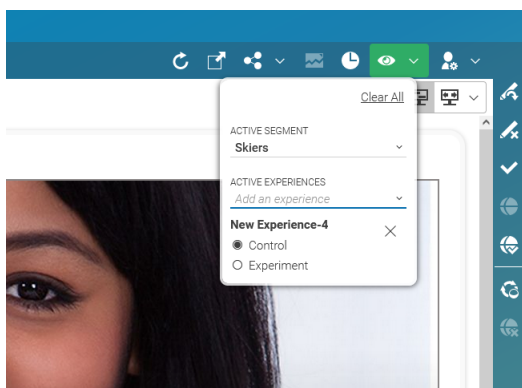 Clear All
ACTIVE SEGMENT
Skiers
ACTIVE EXPERIENCES
Add an experience
New Experience-4
Control
Experiment